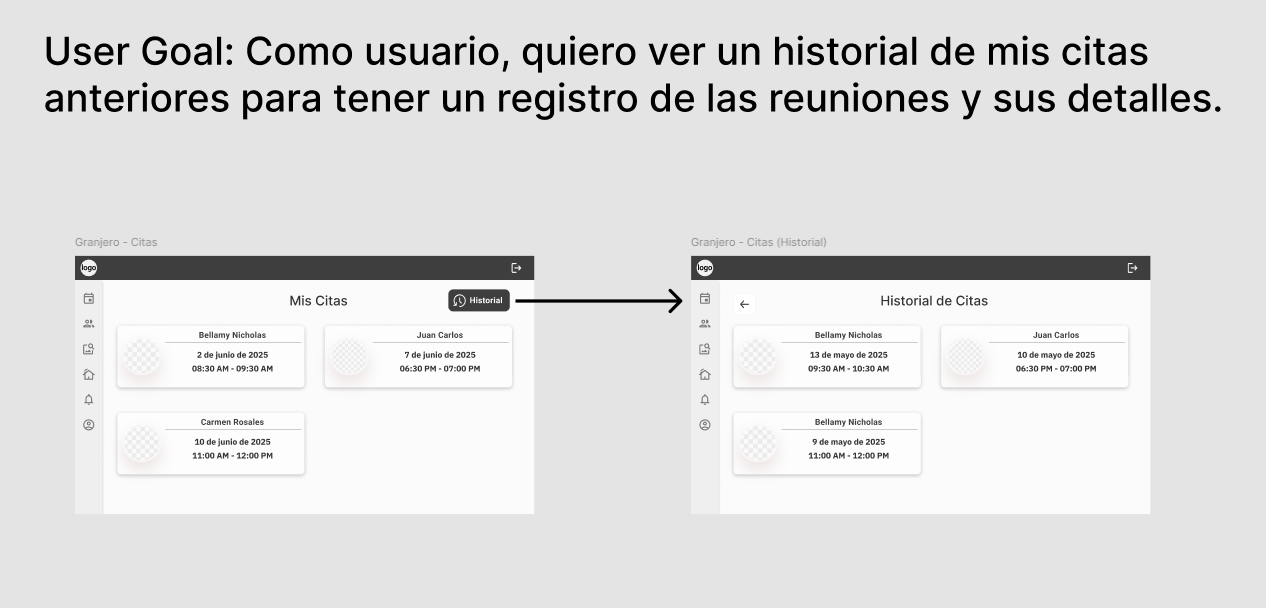 User Goal: Como usuario, quiero ver un historial de mis citas
anteriores para tener un registro de las reuniones y sus detalles.
Granjero - Citas
logo
Mis Citas
Historial
Bellamy Nicholas
2 de junio de 2025
08:30 AM - 09:30 AM
Juan Carlos
7 de junio de 2025
06:30 PM - 07:00 PM
Carmen Rosales
10 de junio de 2025
11:00 AM - 12:00 PM
Granjero - Citas (Historial)
logo
Historial de Citas
Bellamy Nicholas
13 de mayo de 2025
09:30 AM - 10:30 AM
Juan Carlos
10 de mayo de 2025
06:30 PM - 07:00 PM
Bellamy Nicholas
9 de mayo de 2025
11:00 AM - 12:00 PM